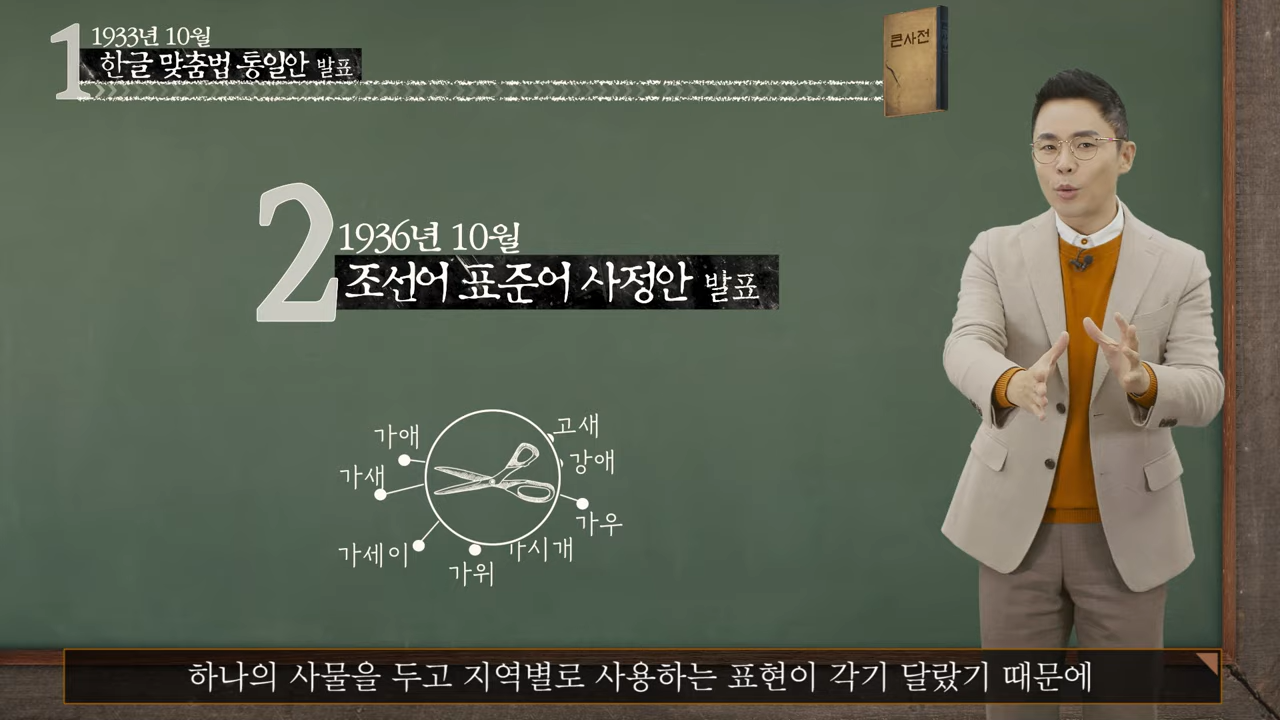 1
1933년 10월
한글 맞춤법 통일안 발표
큰사전
2
1936년 10월
조선어 표준어 사정안 발표
가애
고새
가새
강애
가우
가세이
가시개
가위
하나의 사물을 두고 지역별로 사용하는 표현이 각기 달랐기 때문에